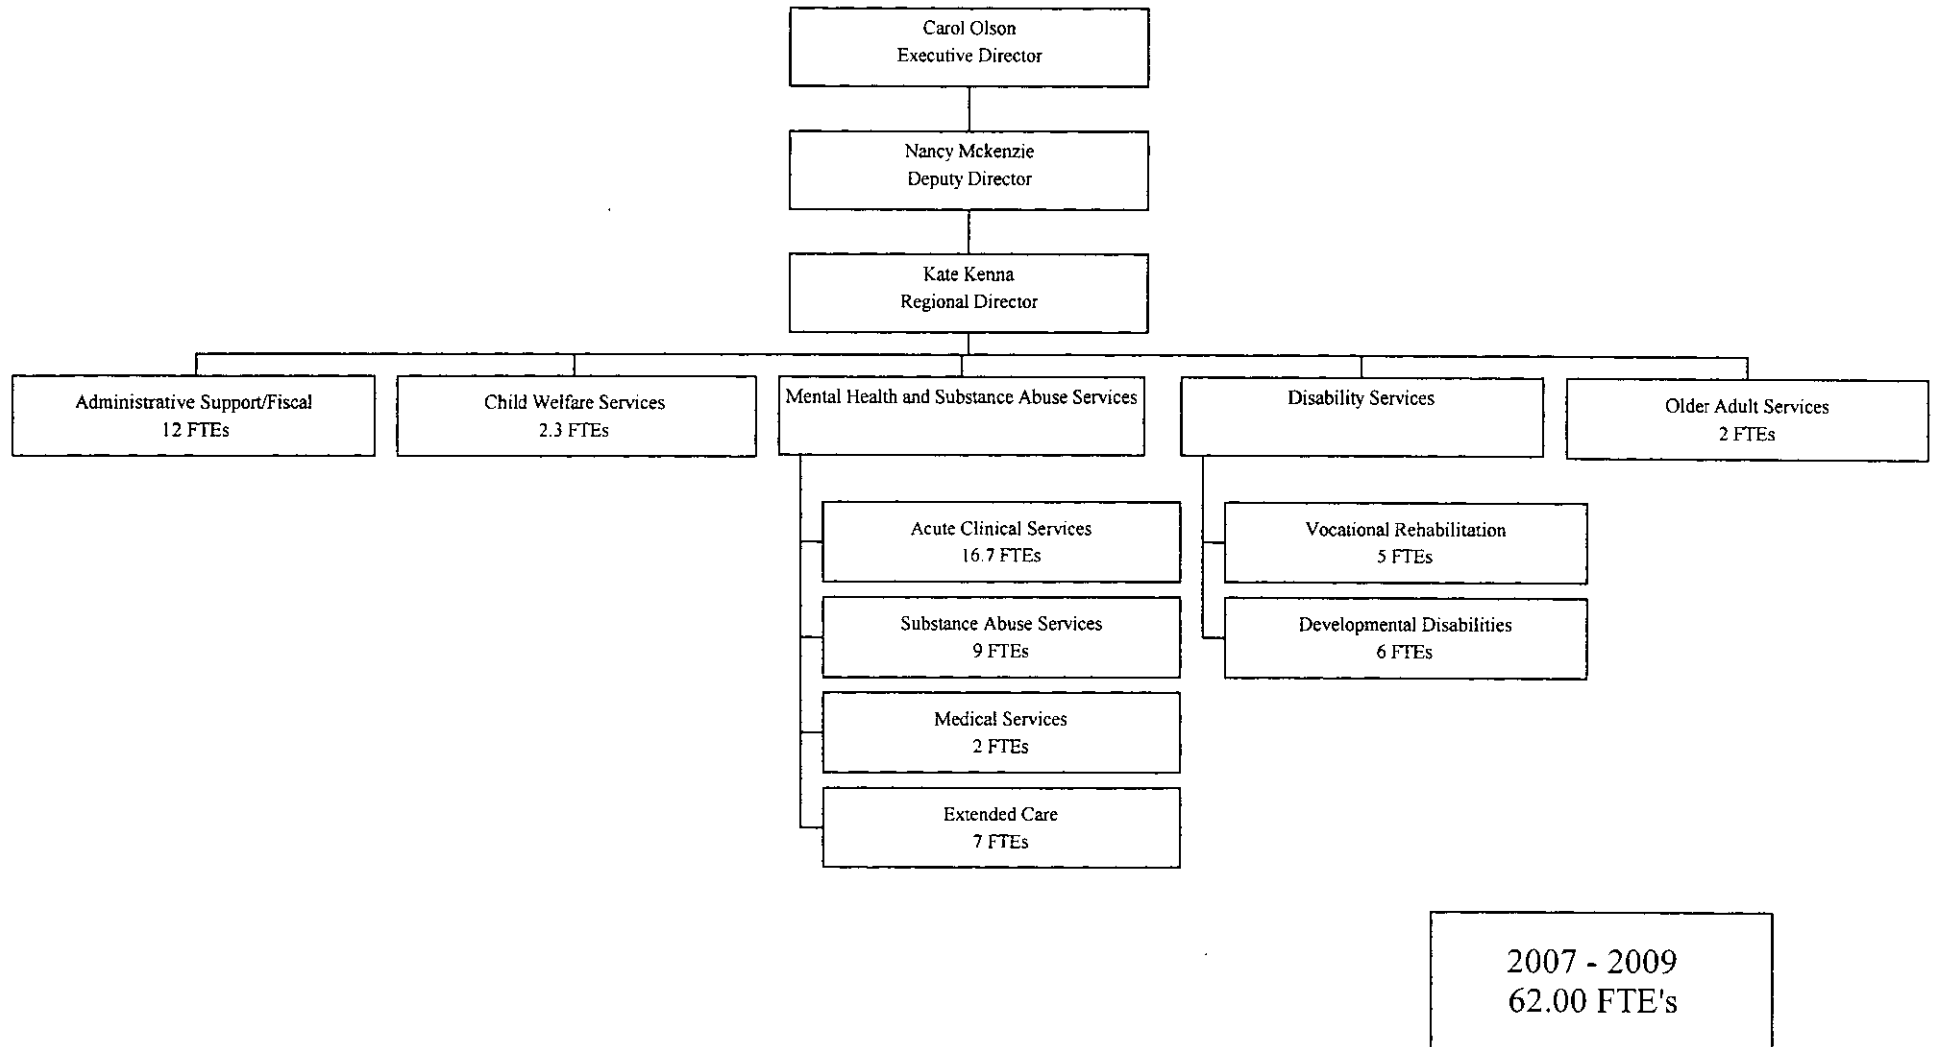 Carol Olson
Executive Director
Nancy Mckenzie
Deputy Director
Kate Kenna
Regional Director
Administrative Support/Fiscal
12 FTEs
Child Welfare Services
2.3 FTEs
Mental Health and Substance Abuse Services
Disability Services
Older Adult Services
2 FTEs
Acute Clinical Services
16.7 FTEs
Vocational Rehabilitation
5 FTEs
Substance Abuse Services
9 FTEs
Developmental Disabilities
6 FTEs
Medical Services
2 FTEs
Extended Care
7 FTEs
2007 - 2009
62.00 FTE's